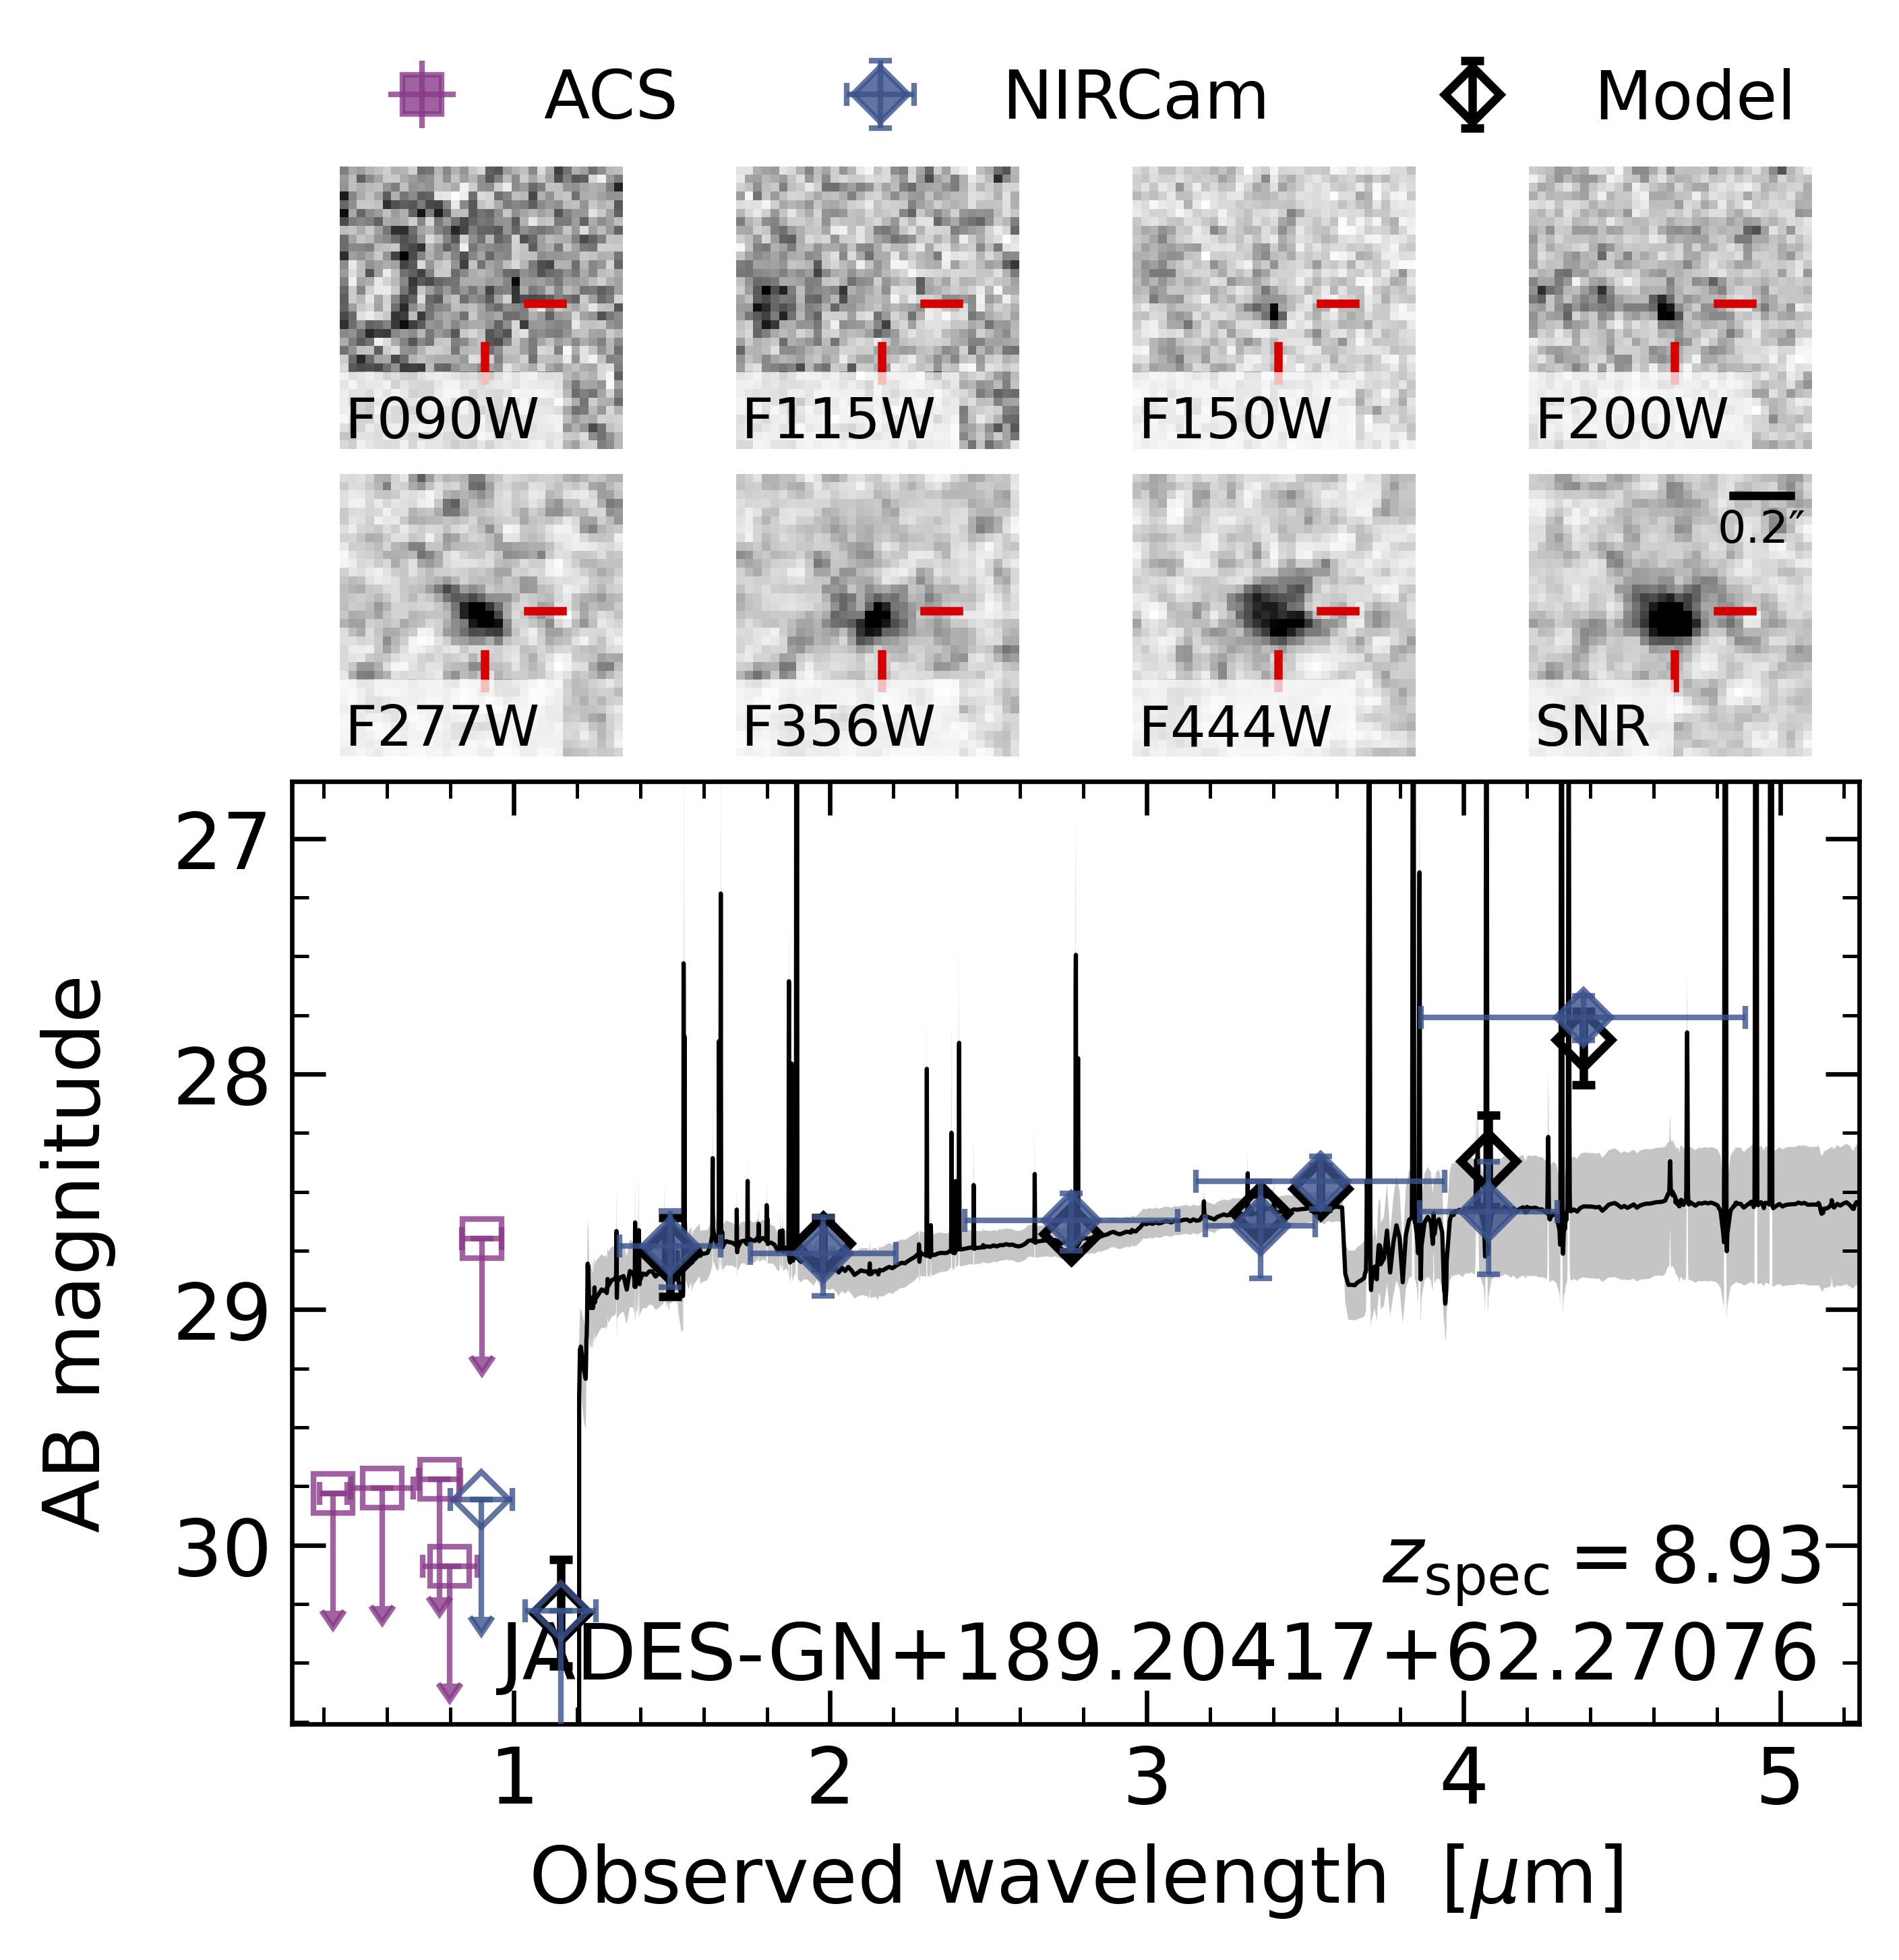 ACS NIRCam Model
F090W F115W F150W F200W
0.2″
F277W F356W F444W SNR
27
28
29
30
AB magnitude
z_spec = 8.93
JADES-GN+189.20417+62.27076
1 2 3 4 5
Observed wavelength [μm]